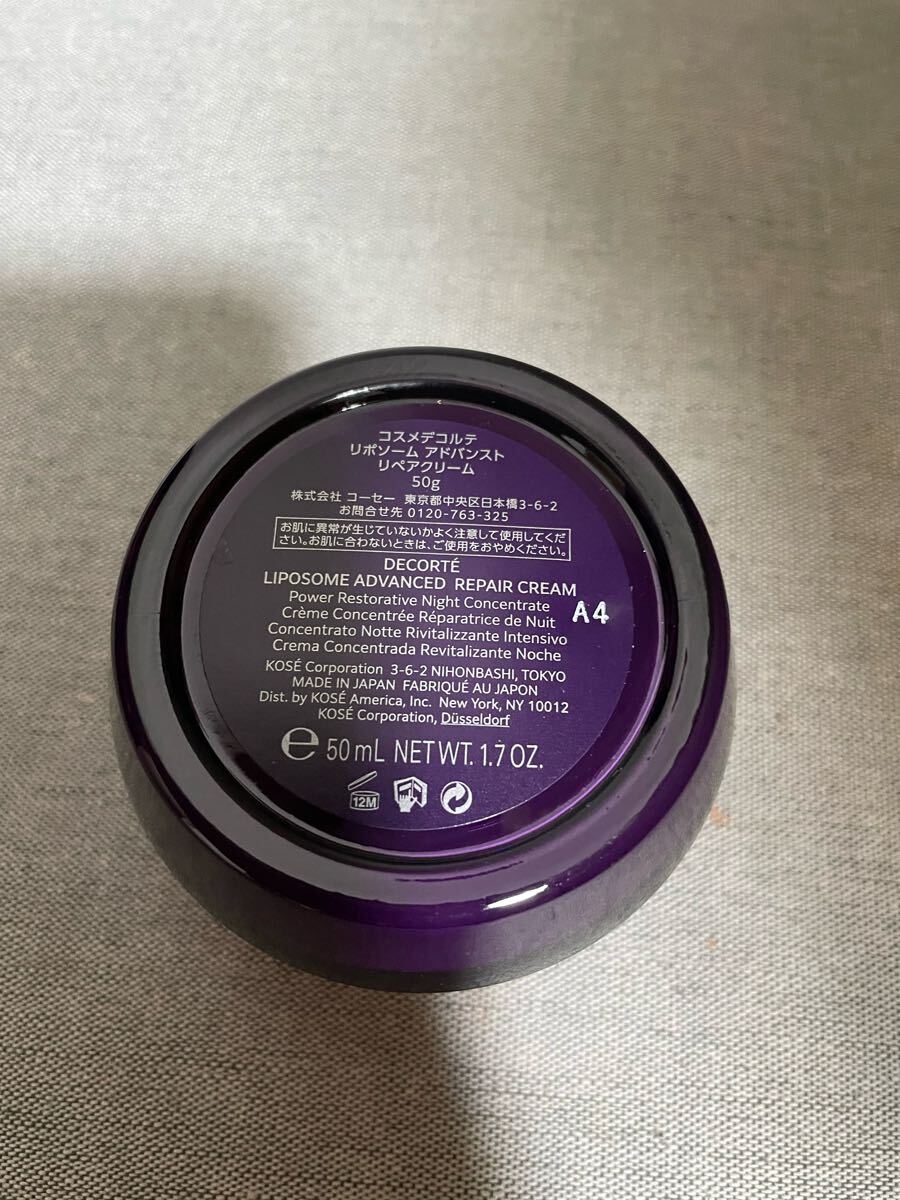 コスメデコルテ
リポソーム アドバンスト
リペアクリーム
50g
株式会社 コーセー 東京都中央区日本橋3-6-2
お問合せ先 0120-763-325
お肌に異常が生じていないかよく注意して使用してくだ
さい。お肌に合わないときは、ご使用をおやめください。
DECORTÉ
LIPOSOME ADVANCED REPAIR CREAM
Power Restorative Night Concentrate
Crème Concentrée Réparatrice de Nuit
A4
Concentrato Notte Rivitalizzante Intensivo
Crema Concentrada Revitalizante Noche
KOSÉ Corporation 3-6-2 NIHONBASHI, TOKYO
MADE IN JAPAN FABRIQUÉ AU JAPON
Dist. by KOSÉ America, Inc. New York, NY 10012
KOSÉ Corporation, Düsseldorf
e 50 mL NET WT. 1.7 OZ.
12M